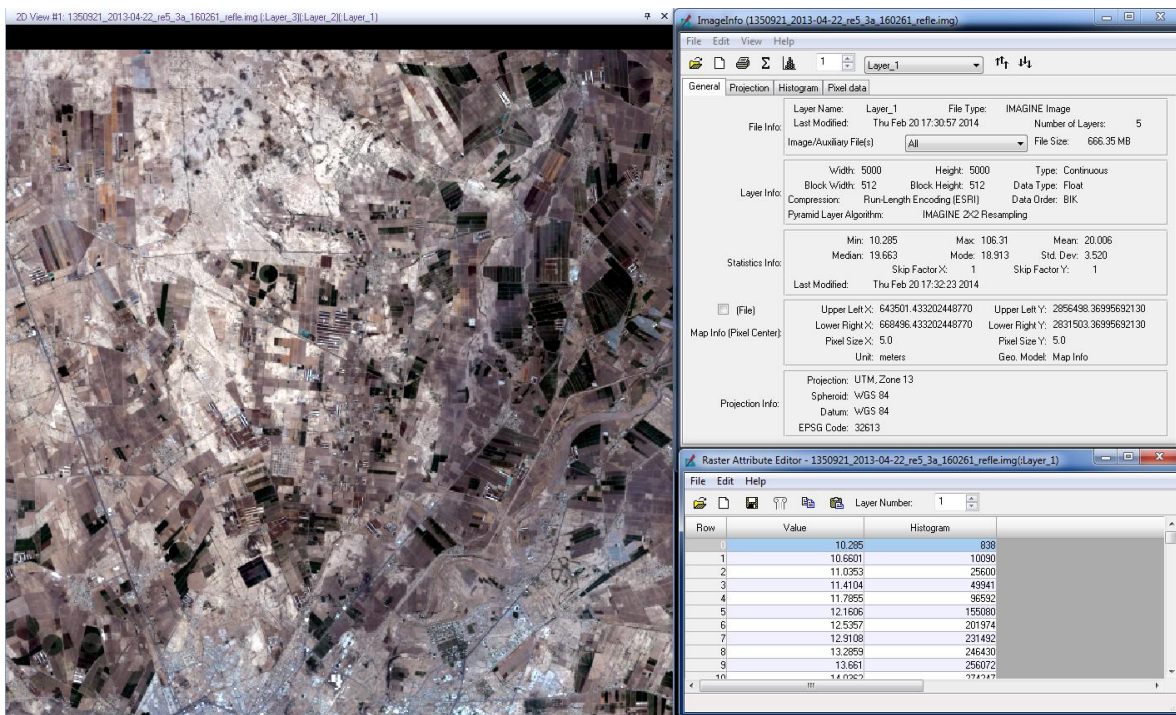 2D View #1: 1350921_2013-04-22_re5_3a_160261_refle.img (:Layer_3)(:Layer_2)(:Layer_1)
ImageInfo (1350921_2013-04-22_re5_3a_160261_refle.img)
File Edit View Help
1 Layer_1
General Projection Histogram Pixel data
File Info:
Layer Name: Layer_1 File Type: IMAGINE Image
Last Modified: Thu Feb 20 17:30:57 2014 Number of Layers: 5
Image/Auxiliary File(s) All File Size: 666.35 MB
Layer Info:
Width: 5000 Height: 5000 Type: Continuous
Block Width: 512 Block Height: 512 Data Type: Float
Compression: Run-Length Encoding (ESRI) Data Order: BIK
Pyramid Layer Algorithm: IMAGINE 2X2 Resampling
Statistics Info:
Min: 10.285 Max: 106.31 Mean: 20.006
Median: 19.663 Mode: 18.913 Std. Dev: 3.520
Skip Factor X: 1 Skip Factor Y: 1
Last Modified: Thu Feb 20 17:32:23 2014
(File)
Map Info (Pixel Center):
Upper Left X: 643501.433202448770 Upper Left Y: 2856498.36995692130
Lower Right X: 668496.433202448770 Lower Right Y: 2831503.36995692130
Pixel Size X: 5.0 Pixel Size Y: 5.0
Unit: meters Geo. Model: Map Info
Projection Info:
Projection: UTM, Zone 13
Spheroid: WGS 84
Datum: WGS 84
EPSG Code: 32613
Raster Attribute Editor - 1350921_2013-04-22_re5_3a_160261_refle.img(:Layer_1)
File Edit Help
Layer Number: 1
Row Value Histogram
0 10.285 838
1 10.6601 10090
2 11.0353 25600
3 11.4104 49941
4 11.7855 96592
5 12.1606 155080
6 12.5357 201974
7 12.9108 231492
8 13.2859 246430
9 13.661 256072
10 14.0362 274247